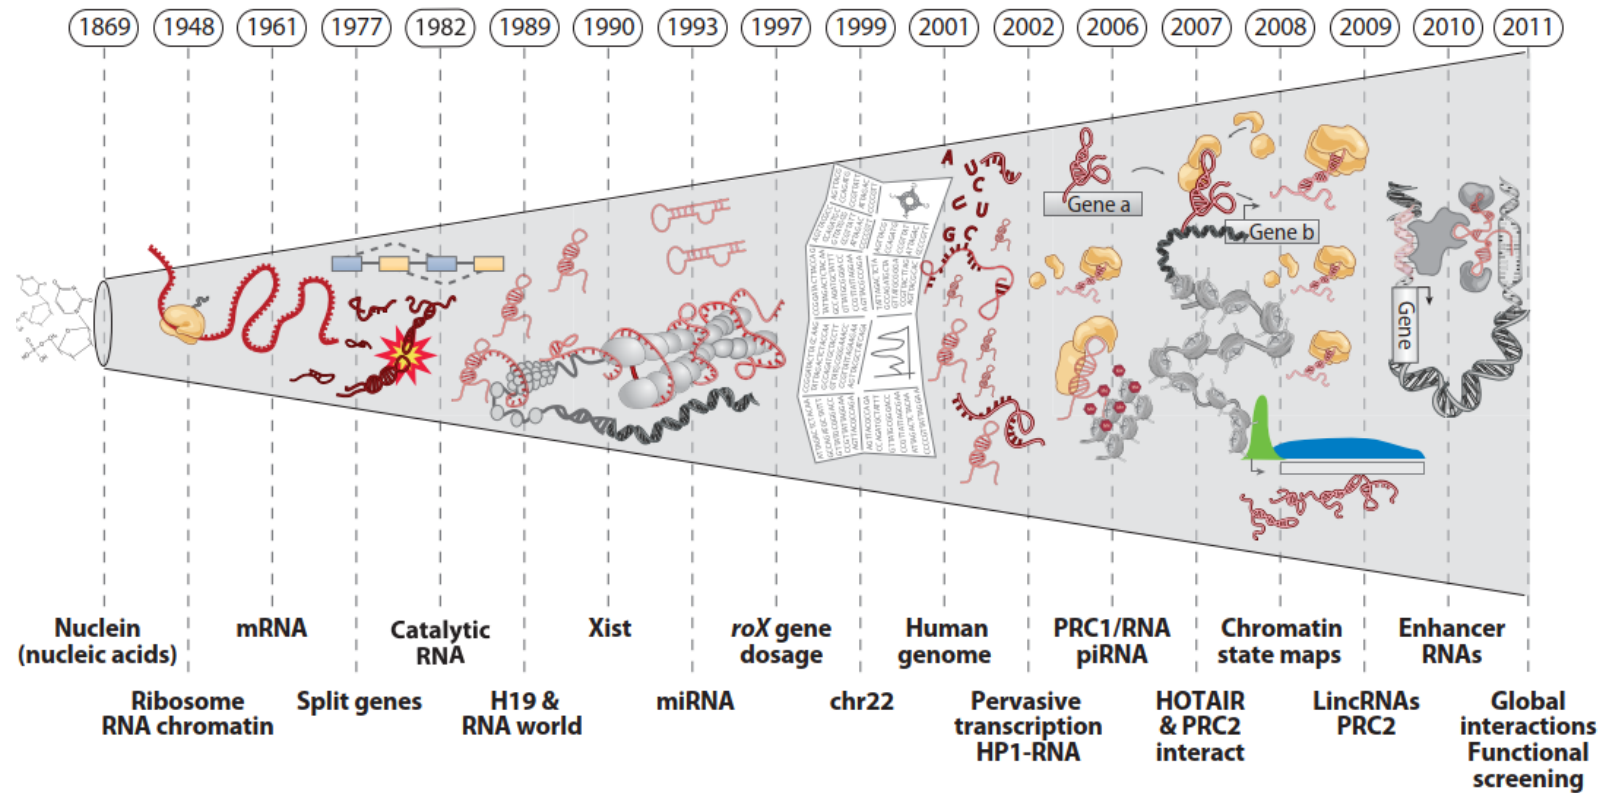 1869 1948 1961 1977 1982 1989 1990 1993 1997 1999 2001 2002 2006 2007 2008 2009 2010 2011
A
U
C
U
U
C
G
C
Gene a
Gene b
Gene
Nuclein
(nucleic acids)
Ribosome
RNA chromatin
mRNA
Split genes
Catalytic
RNA
H19 &
RNA world
Xist
miRNA
roX gene
dosage
chr22
Human
genome
Pervasive
transcription
HP1-RNA
PRC1/RNA
piRNA
HOTAIR
& PRC2
interact
Chromatin
state maps
LincRNAs
PRC2
Enhancer
RNAs
Global
interactions
Functional
screening